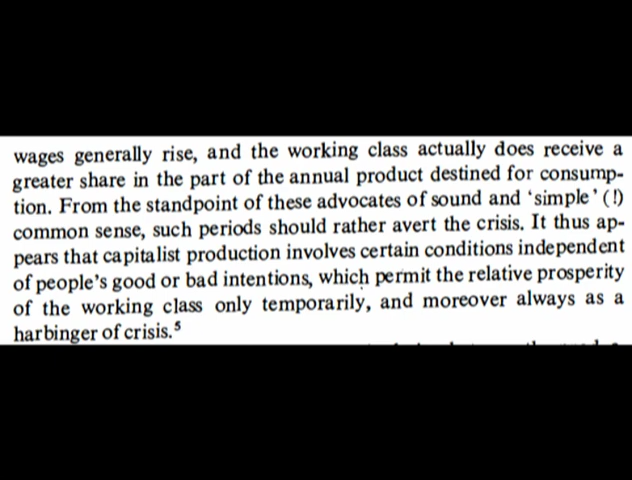 wages generally rise, and the working class actually does receive a
greater share in the part of the annual product destined for consump-
tion. From the standpoint of these advocates of sound and ‘simple’ (!)
common sense, such periods should rather avert the crisis. It thus ap-
pears that capitalist production involves certain conditions independent
of people’s good or bad intentions, which permit the relative prosperity
of the working class only temporarily, and moreover always as a
harbinger of crisis.⁵